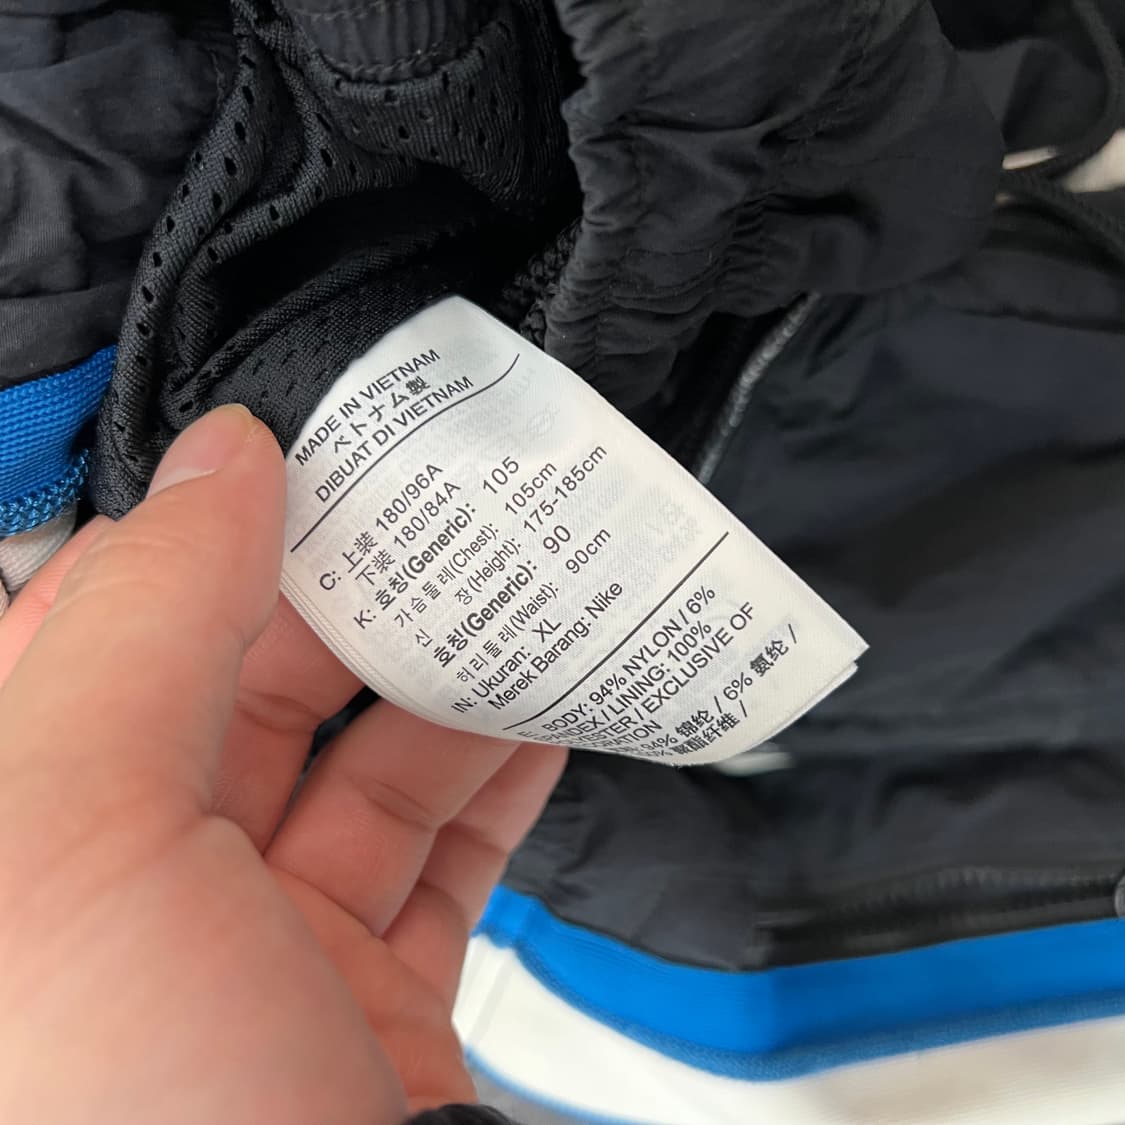 MADE IN VIETNAM
ベトナム製
DIBUAT DI VIETNAM
C: 上装 180/96A
下装 180/84A
K: 호칭(Generic): 105
가슴둘레(Chest): 105cm
신장(Height): 175-185cm
호칭(Generic): 90
허리둘레(Waist): 90cm
IN: Ukuran: XL
Merek Barang: Nike
BODY: 94% NYLON / 6%
SPANDEX / LINING: 100%
POLYESTER / EXCLUSIVE OF
94% 锦纶 / 6% 氨纶 /
聚酯纤维 /